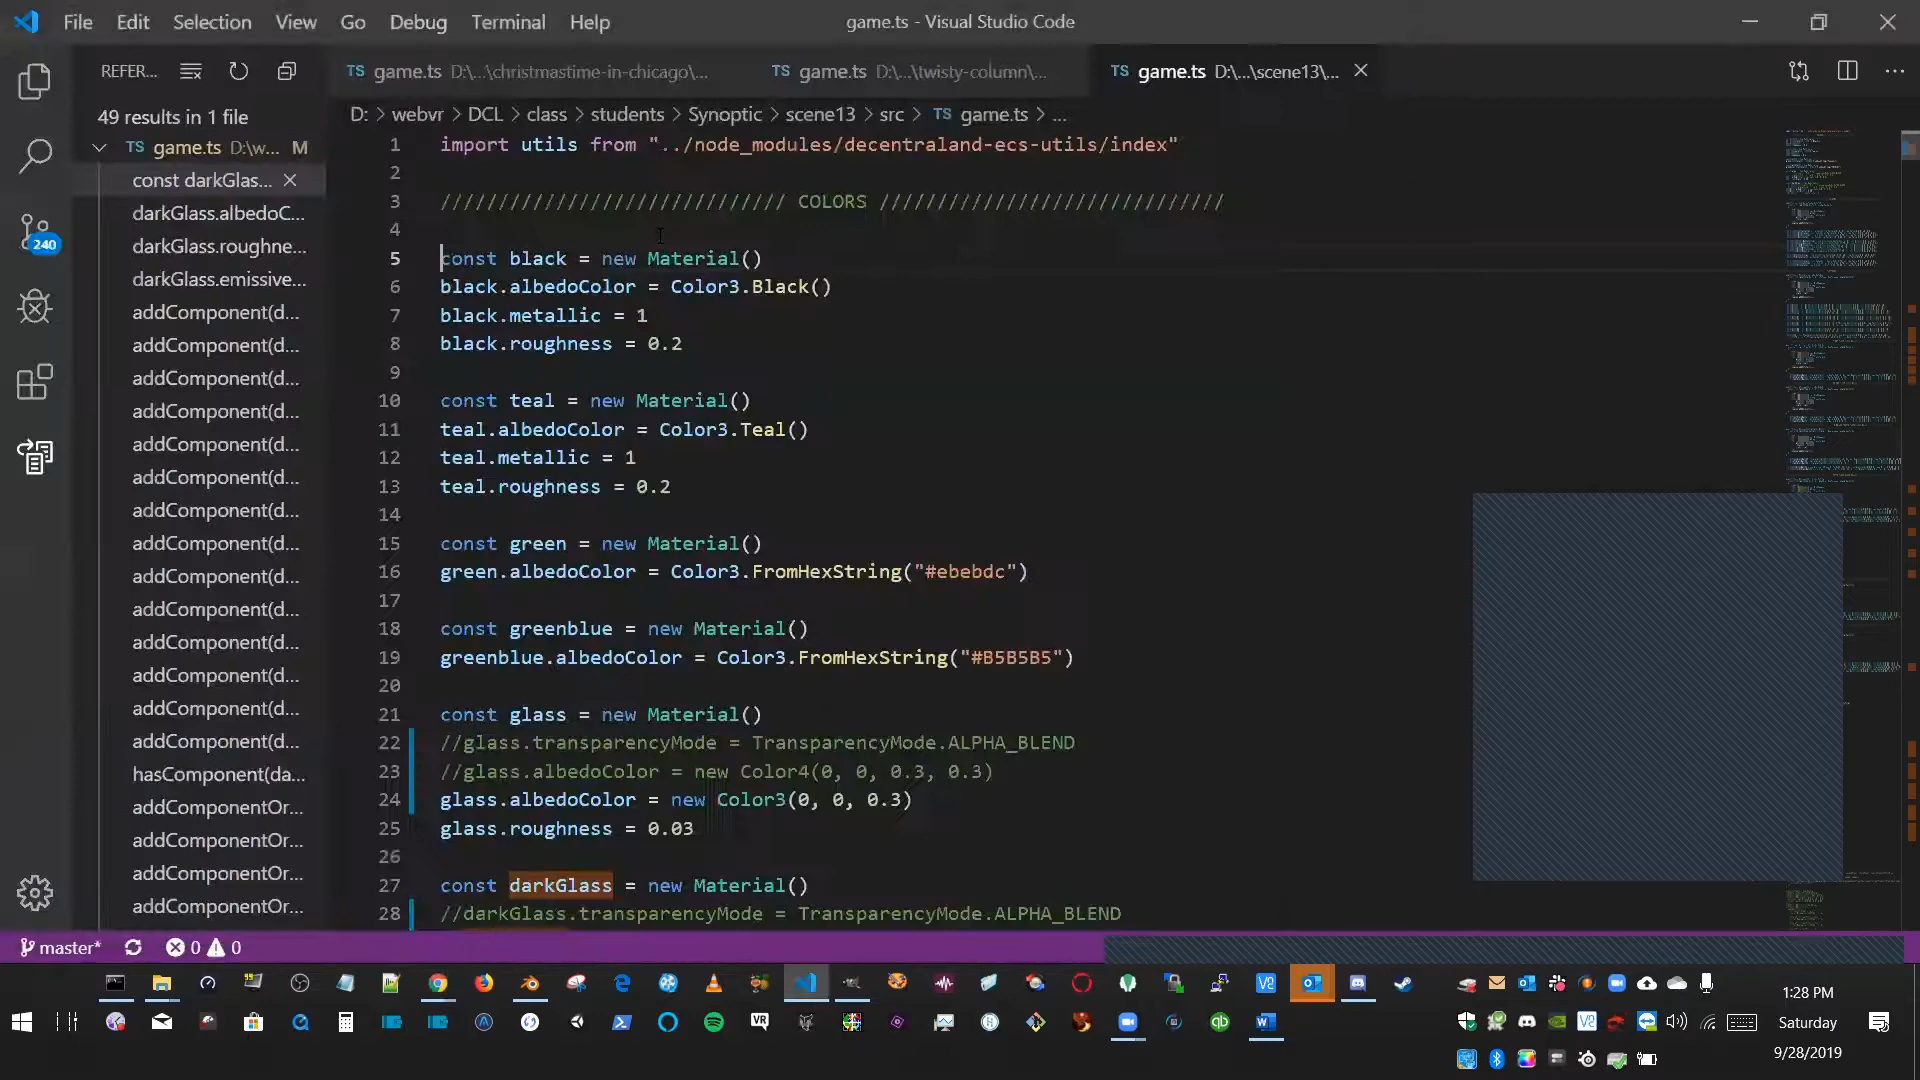 File Edit Selection View Go Debug Terminal Help
game.ts - Visual Studio Code
REFER...
TS game.ts D:\...\christmastime-in-chicago\...
TS game.ts D:\...\twisty-column\...
TS game.ts D:\...\scene13\...
D: > webvr > DCL > class > students > Synoptic > scene13 > src > TS game.ts > ...
49 results in 1 file
TS game.ts D:\w... M
const darkGlas...
darkGlass.albedoC...
darkGlass.roughne...
darkGlass.emissive...
addComponent(d...
addComponent(d...
addComponent(d...
addComponent(d...
addComponent(d...
addComponent(d...
addComponent(d...
addComponent(d...
addComponent(d...
addComponent(d...
addComponent(d...
addComponent(d...
addComponent(d...
addComponent(d...
hasComponent(da...
addComponentOr...
addComponentOr...
addComponentOr...
addComponentOr...
240
1 import utils from "../node_modules/decentraland-ecs-utils/index"
2
3 ////////////////////////////// COLORS //////////////////////////////
4
5 const black = new Material()
6 black.albedoColor = Color3.Black()
7 black.metallic = 1
8 black.roughness = 0.2
9
10 const teal = new Material()
11 teal.albedoColor = Color3.Teal()
12 teal.metallic = 1
13 teal.roughness = 0.2
14
15 const green = new Material()
16 green.albedoColor = Color3.FromHexString("#ebebdc")
17
18 const greenblue = new Material()
19 greenblue.albedoColor = Color3.FromHexString("#B5B5B5")
20
21 const glass = new Material()
22 //glass.transparencyMode = TransparencyMode.ALPHA_BLEND
23 //glass.albedoColor = new Color4(0, 0, 0.3, 0.3)
24 glass.albedoColor = new Color3(0, 0, 0.3)
25 glass.roughness = 0.03
26
27 const darkGlass = new Material()
28 //darkGlass.transparencyMode = TransparencyMode.ALPHA_BLEND
master* 0 0
VR
qb
1:28 PM
Saturday
9/28/2019